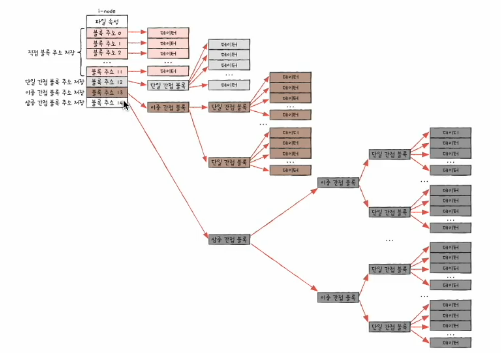 i-node
파일 속성
직접 블록 주소 저장
블록 주소 0
블록 주소 1
블록 주소 2
...
블록 주소 11
단일 간접 블록 주소 저장
블록 주소 12
이중 간접 블록 주소 저장
블록 주소 13
삼중 간접 블록 주소 저장
블록 주소 14
데이터
데이터
데이터
...
데이터
단일 간접 블록
데이터
데이터
데이터
...
데이터
이중 간접 블록
단일 간접 블록
데이터
데이터
데이터
...
데이터
...
단일 간접 블록
데이터
데이터
데이터
...
데이터
삼중 간접 블록
이중 간접 블록
단일 간접 블록
데이터
데이터
데이터
...
데이터
...
단일 간접 블록
데이터
데이터
데이터
...
데이터
...
이중 간접 블록
단일 간접 블록
데이터
데이터
데이터
...
데이터
...
단일 간접 블록
데이터
데이터
데이터
...
데이터